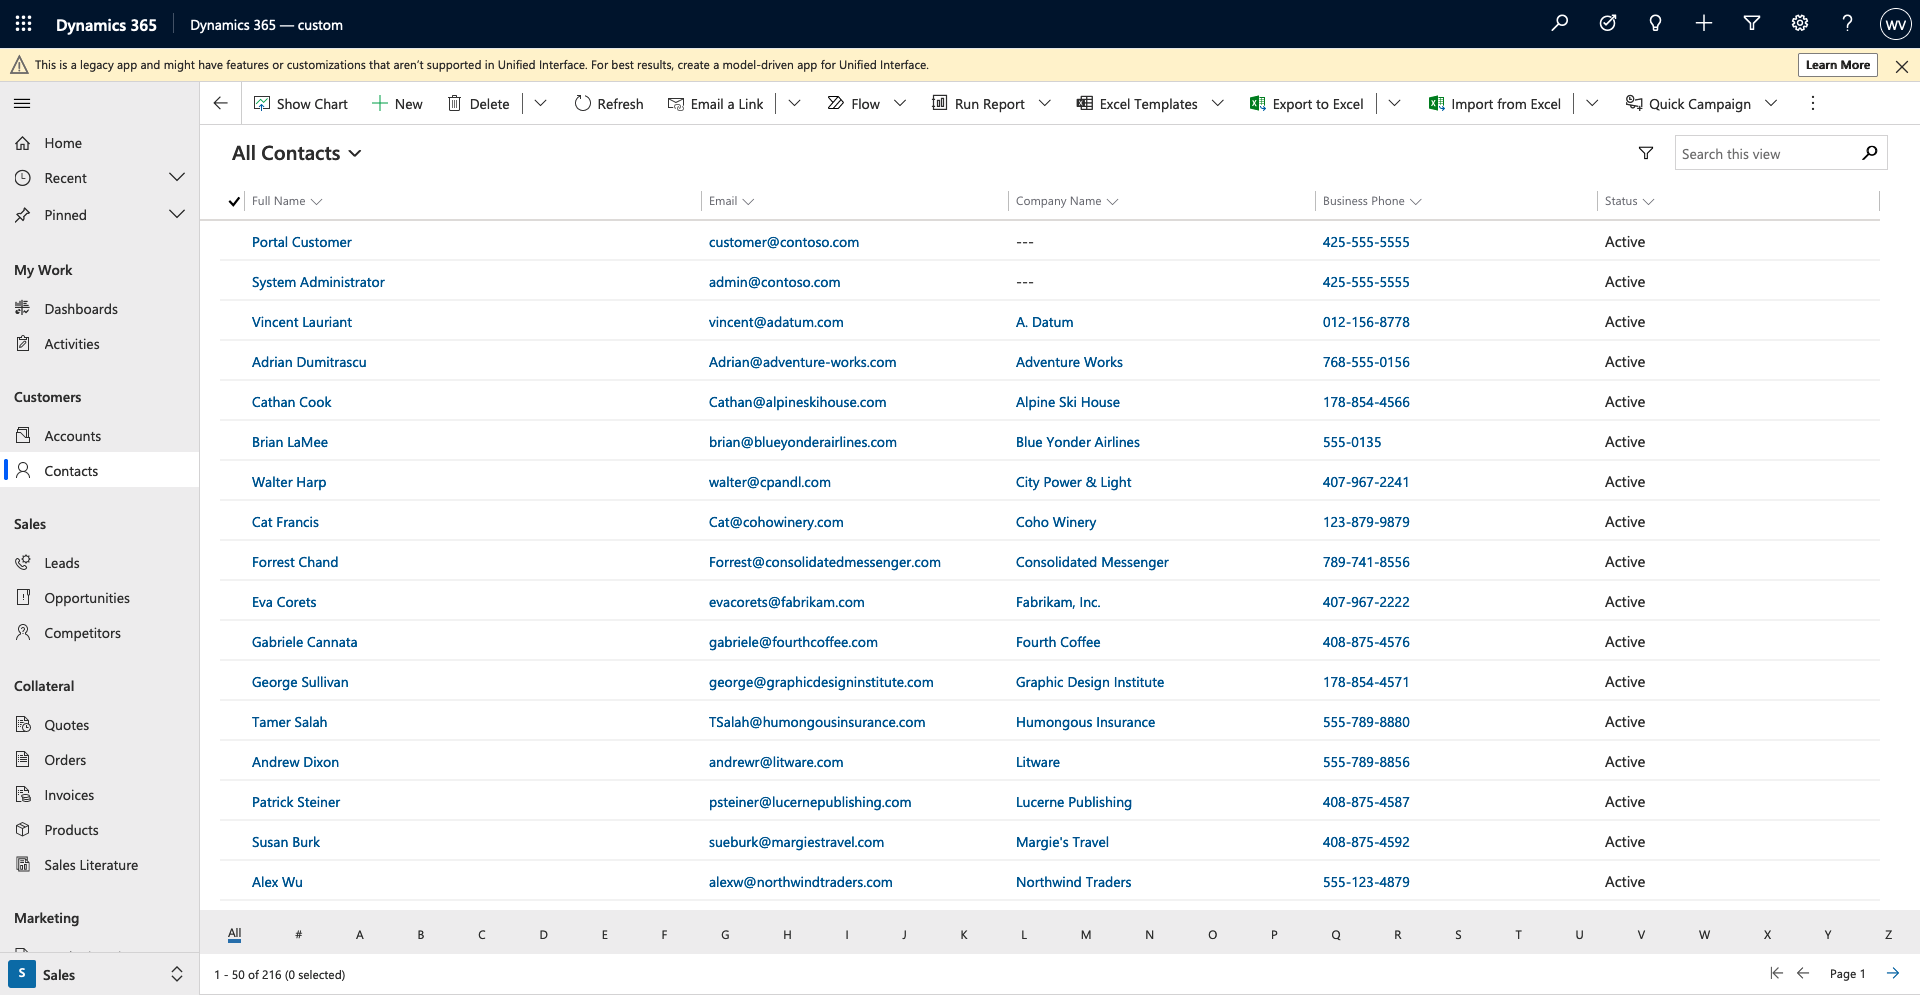 Dynamics 365 Dynamics 365 — custom WV
This is a legacy app and might have features or customizations that aren't supported in Unified Interface. For best results, create a model-driven app for Unified Interface. Learn More
Show Chart New Delete Refresh Email a Link Flow Run Report Excel Templates Export to Excel Import from Excel Quick Campaign
Home
Recent
Pinned
My Work
Dashboards
Activities
Customers
Accounts
Contacts
Sales
Leads
Opportunities
Competitors
Collateral
Quotes
Orders
Invoices
Products
Sales Literature
Marketing
S Sales
All Contacts
Search this view
Full Name Email Company Name Business Phone Status
Portal Customer customer@contoso.com --- 425-555-5555 Active
System Administrator admin@contoso.com --- 425-555-5555 Active
Vincent Lauriant vincent@adatum.com A. Datum 012-156-8778 Active
Adrian Dumitrascu Adrian@adventure-works.com Adventure Works 768-555-0156 Active
Cathan Cook Cathan@alpineskihouse.com Alpine Ski House 178-854-4566 Active
Brian LaMee brian@blueyonderairlines.com Blue Yonder Airlines 555-0135 Active
Walter Harp walter@cpandl.com City Power & Light 407-967-2241 Active
Cat Francis Cat@cohowinery.com Coho Winery 123-879-9879 Active
Forrest Chand Forrest@consolidatedmessenger.com Consolidated Messenger 789-741-8556 Active
Eva Corets evacorets@fabrikam.com Fabrikam, Inc. 407-967-2222 Active
Gabriele Cannata gabriele@fourthcoffee.com Fourth Coffee 408-875-4576 Active
George Sullivan george@graphicdesigninstitute.com Graphic Design Institute 178-854-4571 Active
Tamer Salah TSalah@humongousinsurance.com Humongous Insurance 555-789-8880 Active
Andrew Dixon andrewr@litware.com Litware 555-789-8856 Active
Patrick Steiner psteiner@lucernepublishing.com Lucerne Publishing 408-875-4587 Active
Susan Burk sueburk@margiestravel.com Margie's Travel 408-875-4592 Active
Alex Wu alexw@northwindtraders.com Northwind Traders 555-123-4879 Active
All # A B C D E F G H I J K L M N O P Q R S T U V W X Y Z
1 - 50 of 216 (0 selected) Page 1